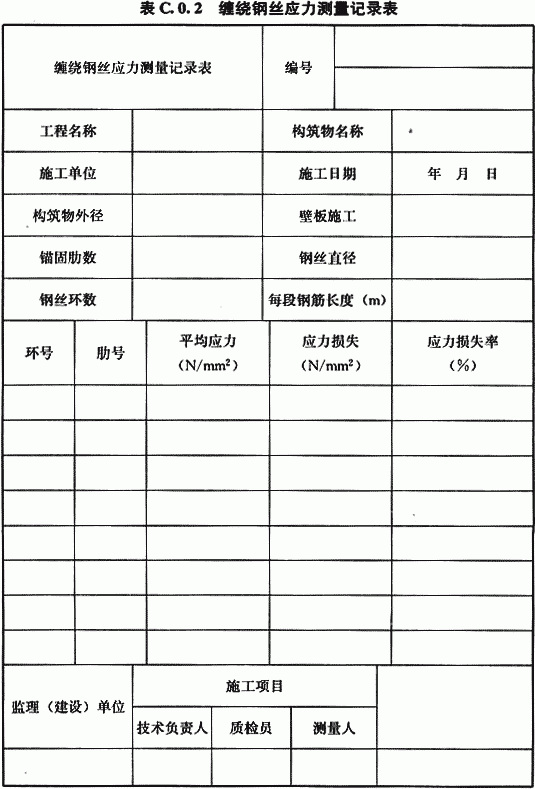 表 C.0.2 缠绕钢丝应力测量记录表
缠绕钢丝应力测量记录表 编号
工程名称 构筑物名称
施工单位 施工日期 年 月 日
构筑物外径 壁板施工
锚固肋数 钢丝直径
钢丝环数 每段钢筋长度（m）
环号 肋号 平均应力 应力损失 应力损失率
（N/mm²） （N/mm²） （%）
施工项目
监理（建设）单位
技术负责人 质检员 测量人